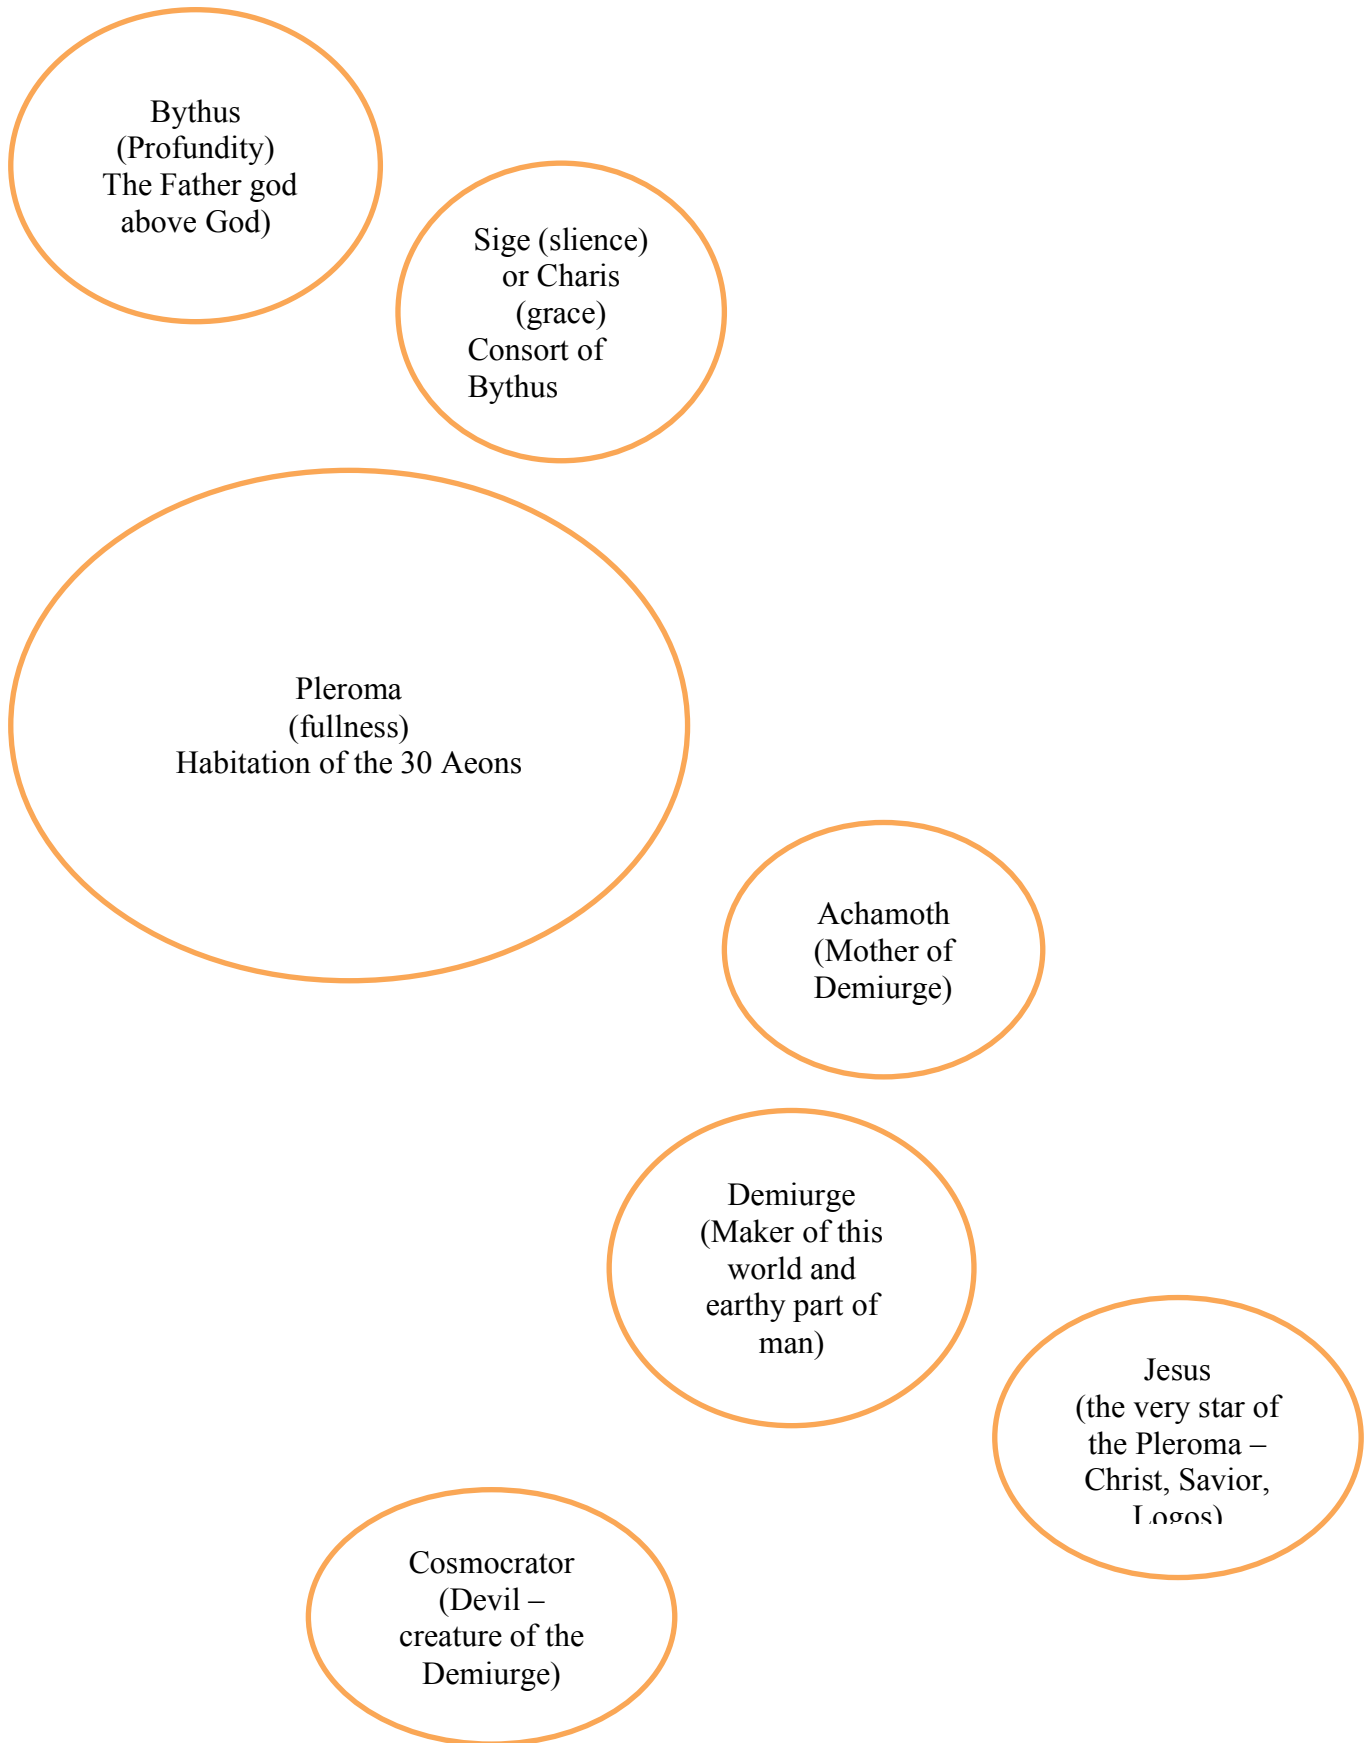 Bythus
(Profundity)
The Father god
above God)
Sige (slience)
or Charis
(grace)
Consort of
Bythus
Pleroma
(fullness)
Habitation of the 30 Aeons
Achamoth
(Mother of
Demiurge)
Demiurge
(Maker of this
world and
earthy part of
man)
Jesus
(the very star of
the Pleroma –
Christ, Savior,
Logos)
Cosmocrator
(Devil –
creature of the
Demiurge)